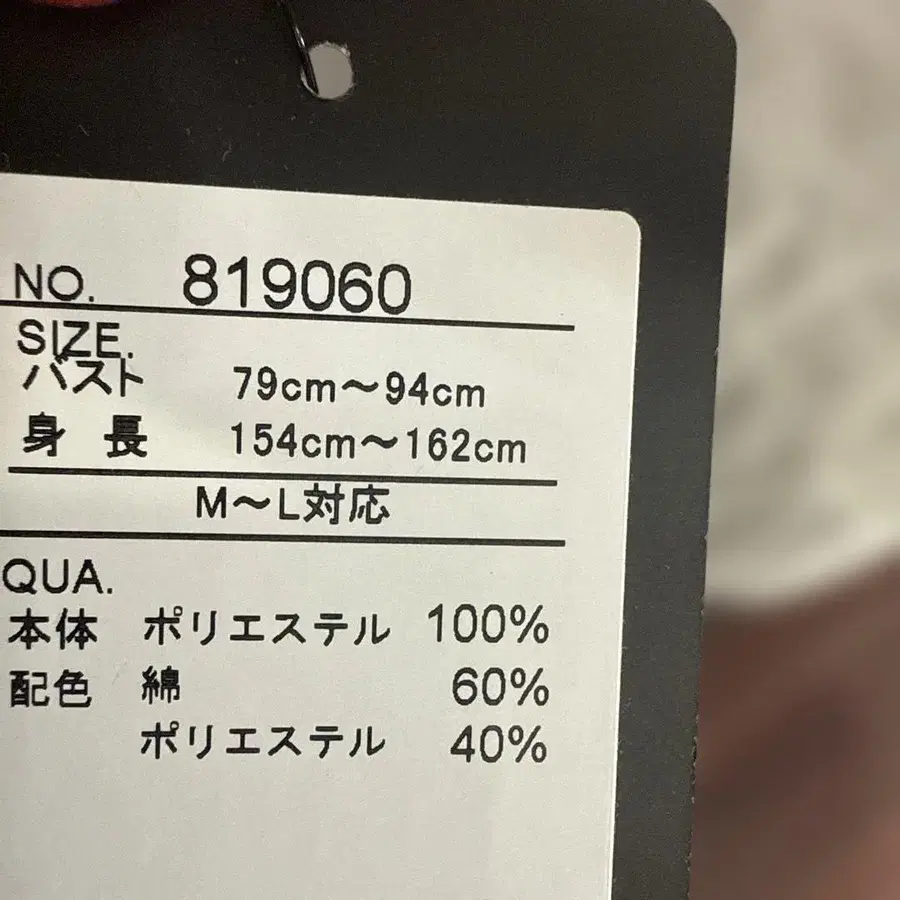 NO. 819060
SIZE.
バスト 79cm～94cm
身 長 154cm～162cm
M～L対応
QUA.
本体 ポリエステル 100%
配色 綿 60%
ポリエステル 40%